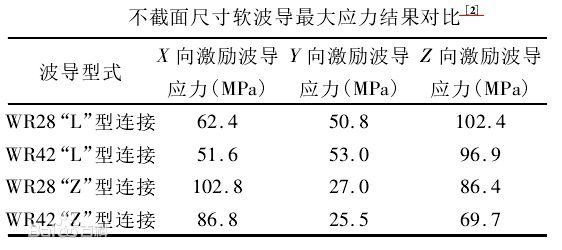 不截面尺寸软波导最大应力结果对比[2]
波导型式 X 向激励波导应力(MPa) Y 向激励波导应力(MPa) Z 向激励波导应力(MPa)
WR28“L”型连接 62.4 50.8 102.4
WR42“L”型连接 51.6 53.0 96.9
WR28“Z”型连接 102.8 27.0 86.4
WR42“Z”型连接 86.8 25.5 69.7